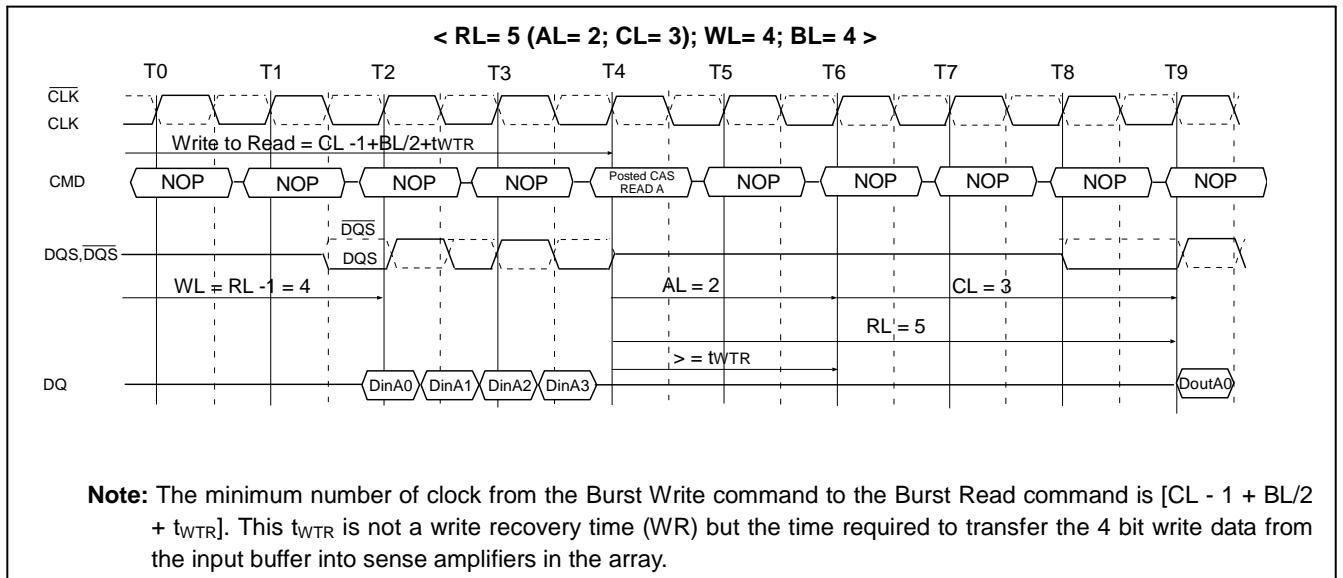 < RL= 5 (AL= 2; CL= 3); WL= 4; BL= 4 >
T0 T1 T2 T3 T4 T5 T6 T7 T8 T9
CLK
CLK
Write to Read = CL -1+BL/2+tWTR
CMD NOP NOP NOP NOP Posted CAS READ A NOP NOP NOP NOP NOP
DQS
DQS,DQS DQS
WL = RL -1 = 4 AL = 2 CL = 3
RL = 5
> = tWTR
DQ DinA0 DinA1 DinA2 DinA3 DoutA0
Note: The minimum number of clock from the Burst Write command to the Burst Read command is [CL - 1 + BL/2
+ tWTR]. This tWTR is not a write recovery time (WR) but the time required to transfer the 4 bit write data from
the input buffer into sense amplifiers in the array.